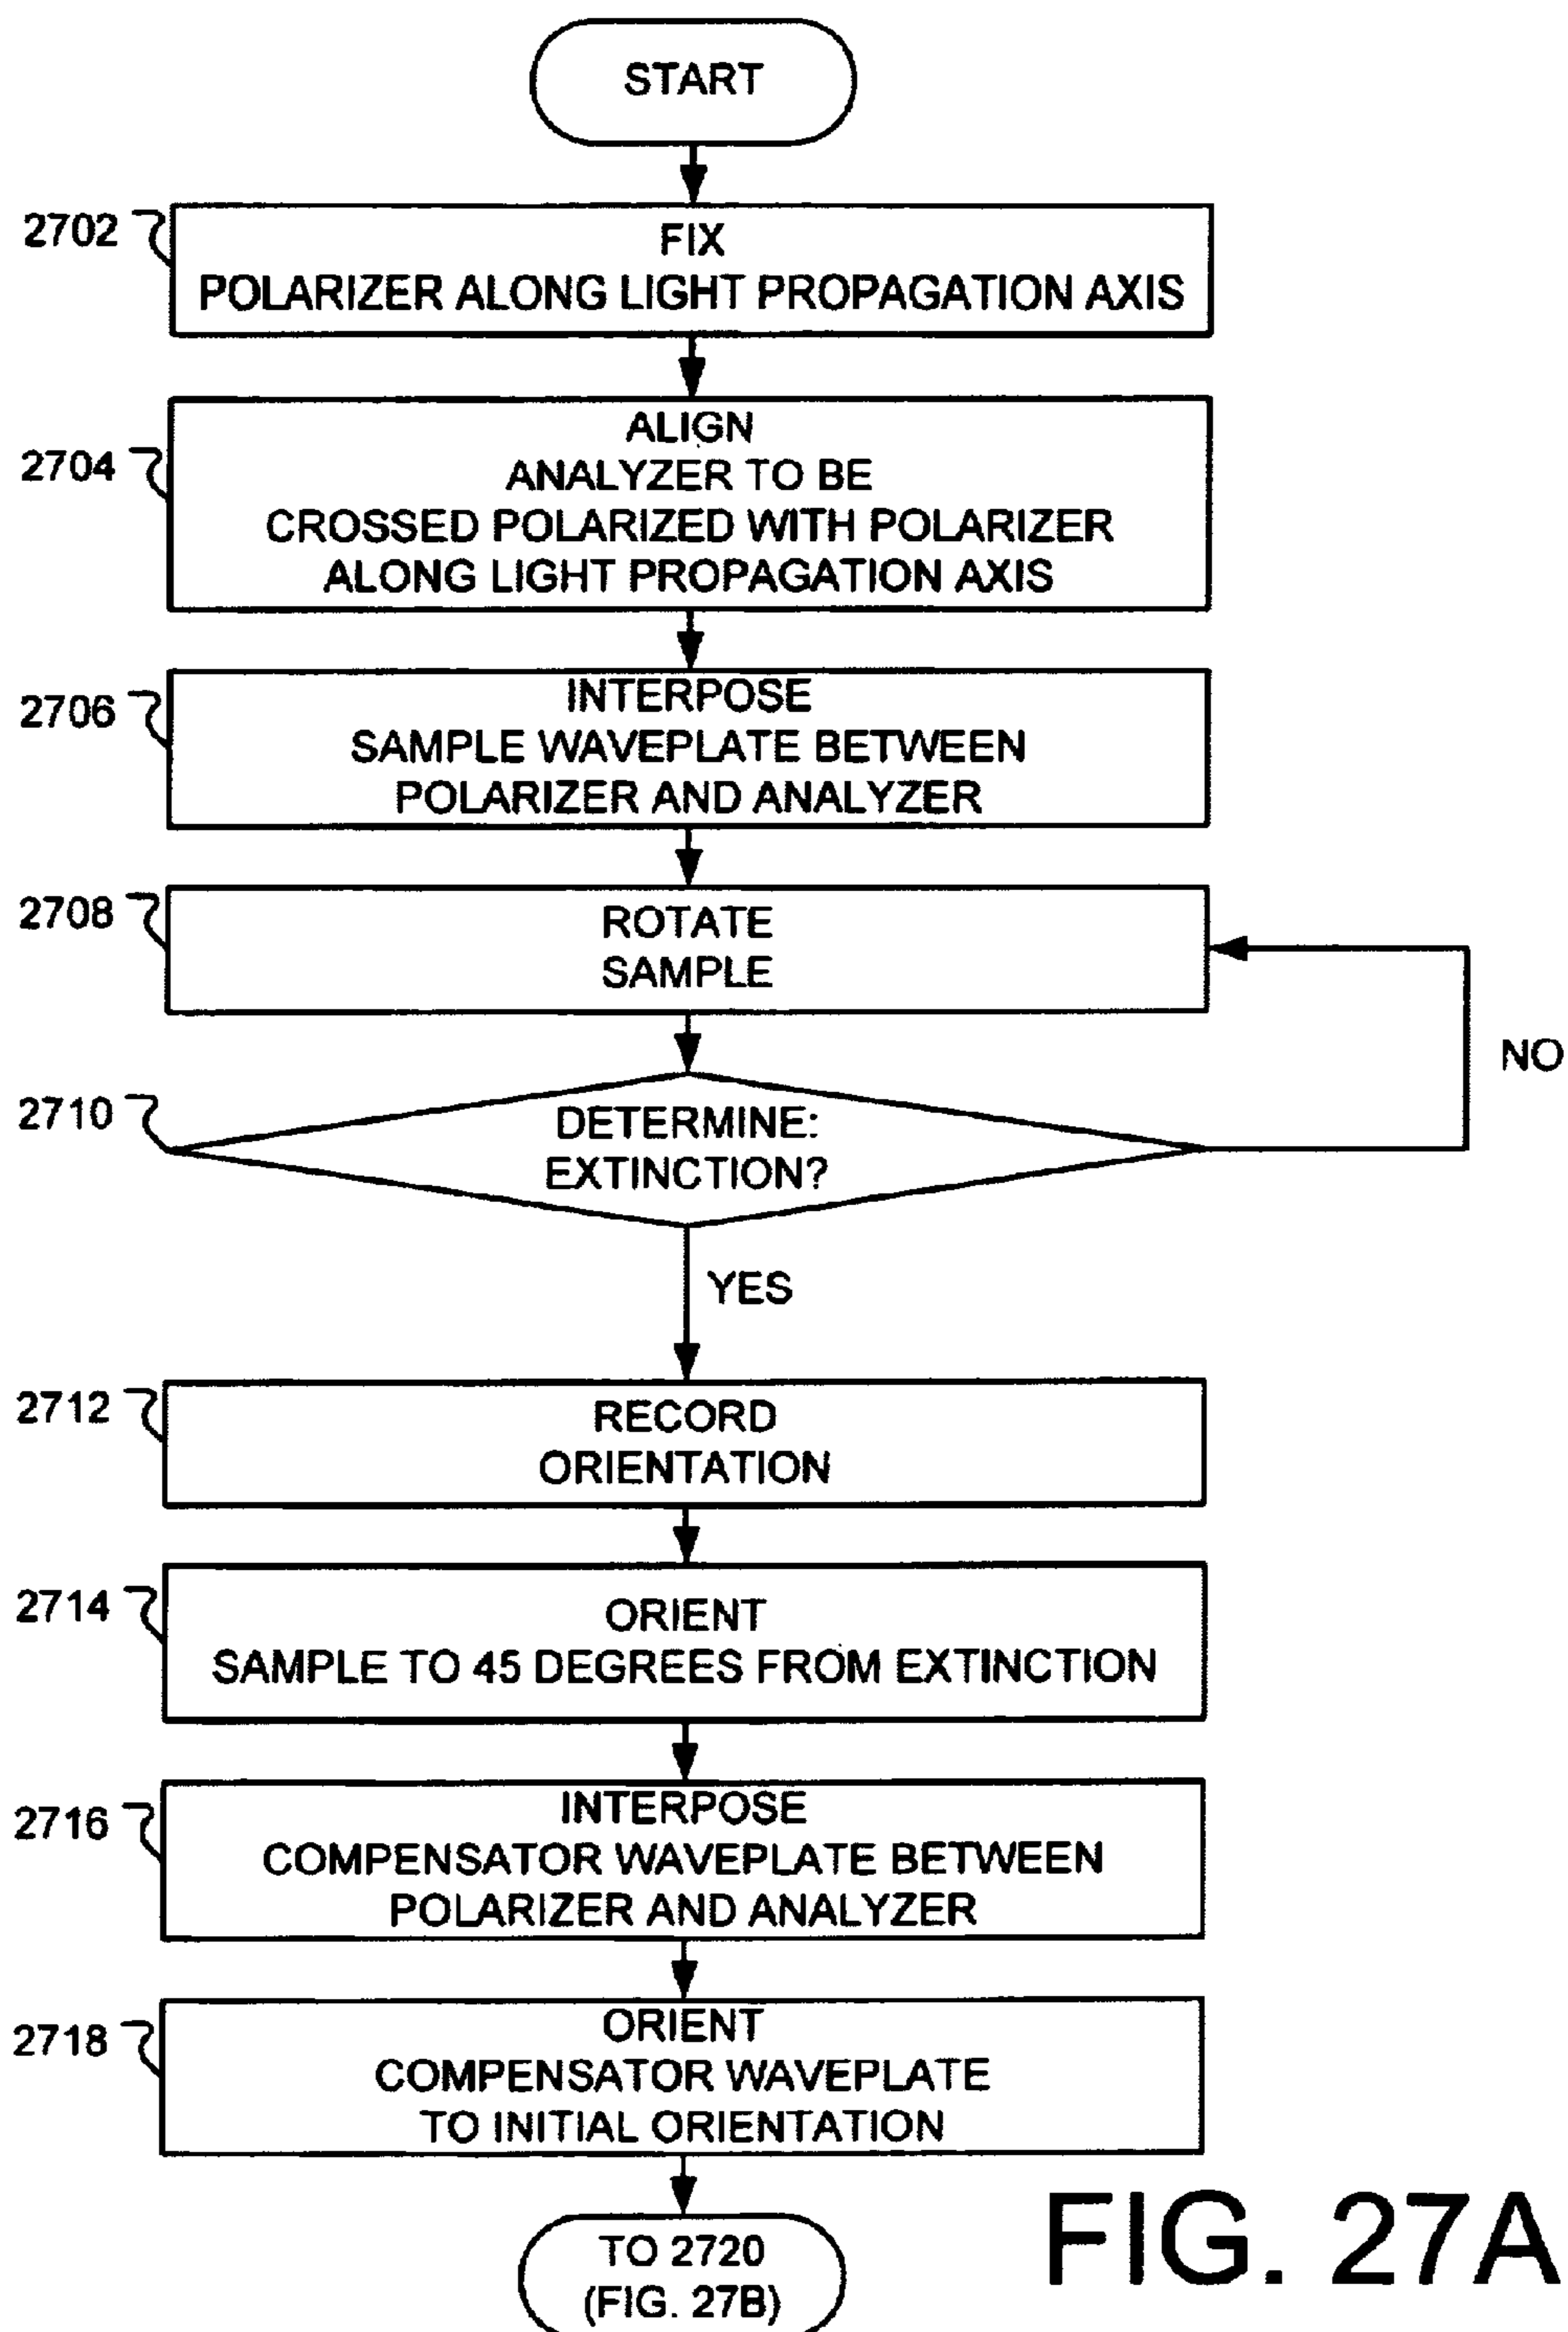 START
2702
FIX
POLARIZER ALONG LIGHT PROPAGATION AXIS
2704
ALIGN
ANALYZER TO BE
CROSSED POLARIZED WITH POLARIZER
ALONG LIGHT PROPAGATION AXIS
2706
INTERPOSE
SAMPLE WAVEPLATE BETWEEN
POLARIZER AND ANALYZER
2708
ROTATE
SAMPLE
NO
2710
DETERMINE:
EXTINCTION?
YES
2712
RECORD
ORIENTATION
2714
ORIENT
SAMPLE TO 45 DEGREES FROM EXTINCTION
2716
INTERPOSE
COMPENSATOR WAVEPLATE BETWEEN
POLARIZER AND ANALYZER
2718
ORIENT
COMPENSATOR WAVEPLATE
TO INITIAL ORIENTATION
TO 2720
(FIG. 27B)
FIG. 27A